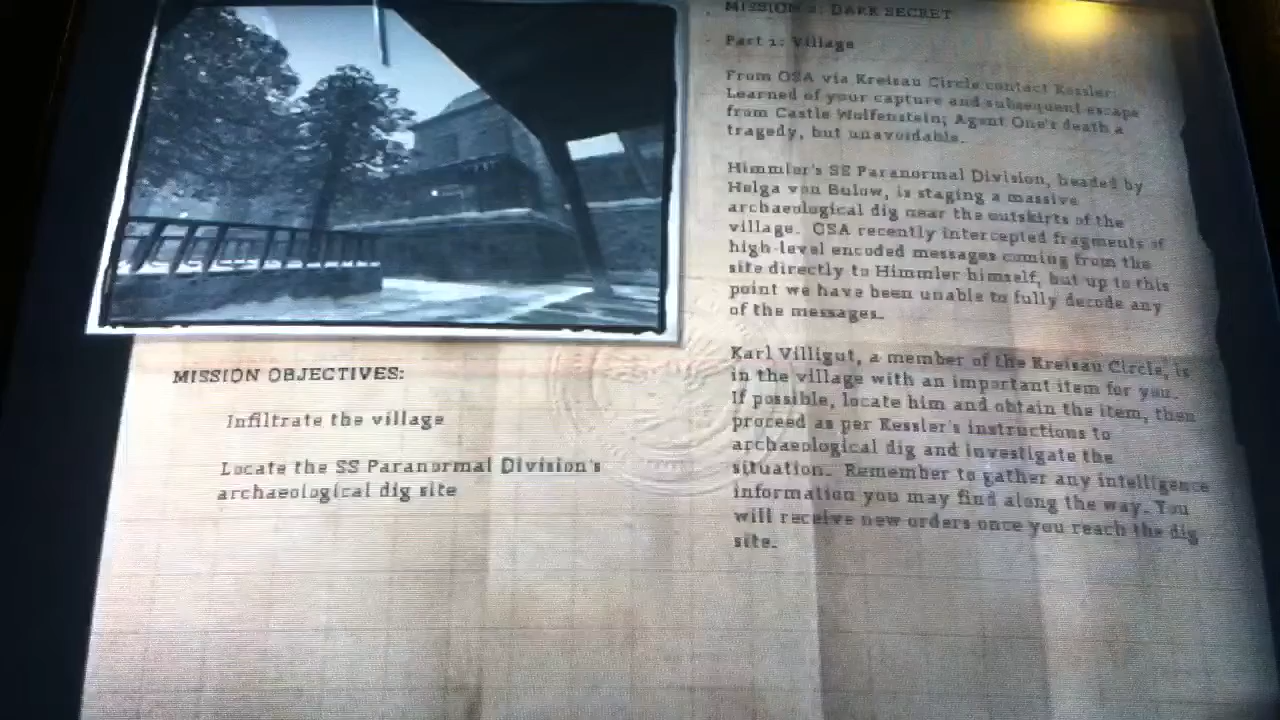 MISSION 2: DARK SECRET
Part 1: Village
From OSA via Kreisau Circle contact Kessler:
Learned of your capture and subsequent escape
from Castle Wolfenstein; Agent One's death a
tragedy, but unavoidable.
Himmler's SS Paranormal Division, headed by
Helga von Bulow, is staging a massive
archaeological dig near the outskirts of the
village. OSA recently intercepted fragments of
high-level encoded messages coming from the
site directly to Himmler himself, but up to this
point we have been unable to fully decode any
of the messages.
Karl Villigut, a member of the Kreisau Circle, is
in the village with an important item for you.
If possible, locate him and obtain the item, then
proceed as per Kessler's instructions to
archaeological dig and investigate the
situation. Remember to gather any intelligence
information you may find along the way. You
will receive new orders once you reach the dig
site.
MISSION OBJECTIVES:
Infiltrate the village
Locate the SS Paranormal Division's
archaeological dig site